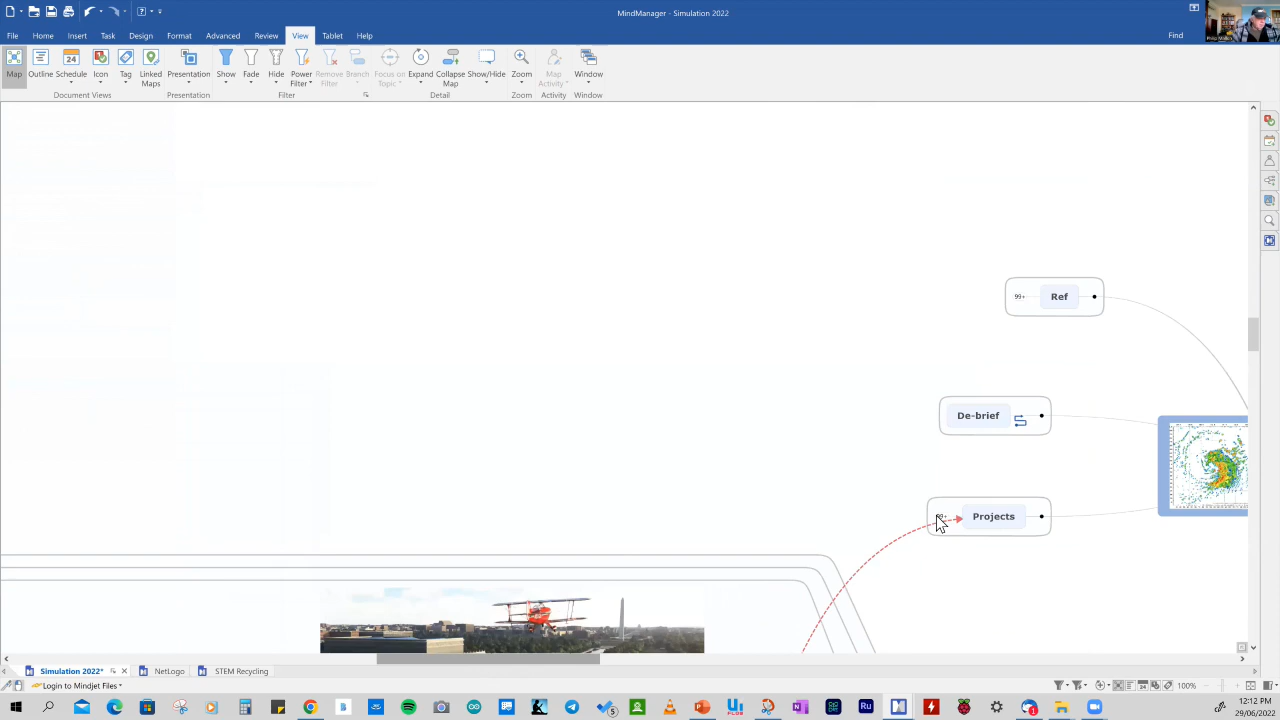 MindManager - Simulation 2022
File Home Insert Task Design Format Advanced Review View Tablet Help Find
Map Outline Schedule Icon Tag Linked Maps Presentation Show Fade Hide Power Filter Remove Filter Branch Focus on Topic Expand Collapse Map Show/Hide Zoom Map Activity Window
Document Views Presentation Filter Detail Zoom Activity Window
99+ Ref
De-brief
Projects
Simulation 2022* NetLogo STEM Recycling
Login to Mindjet Files
100%
12:12 PM
29/06/2022